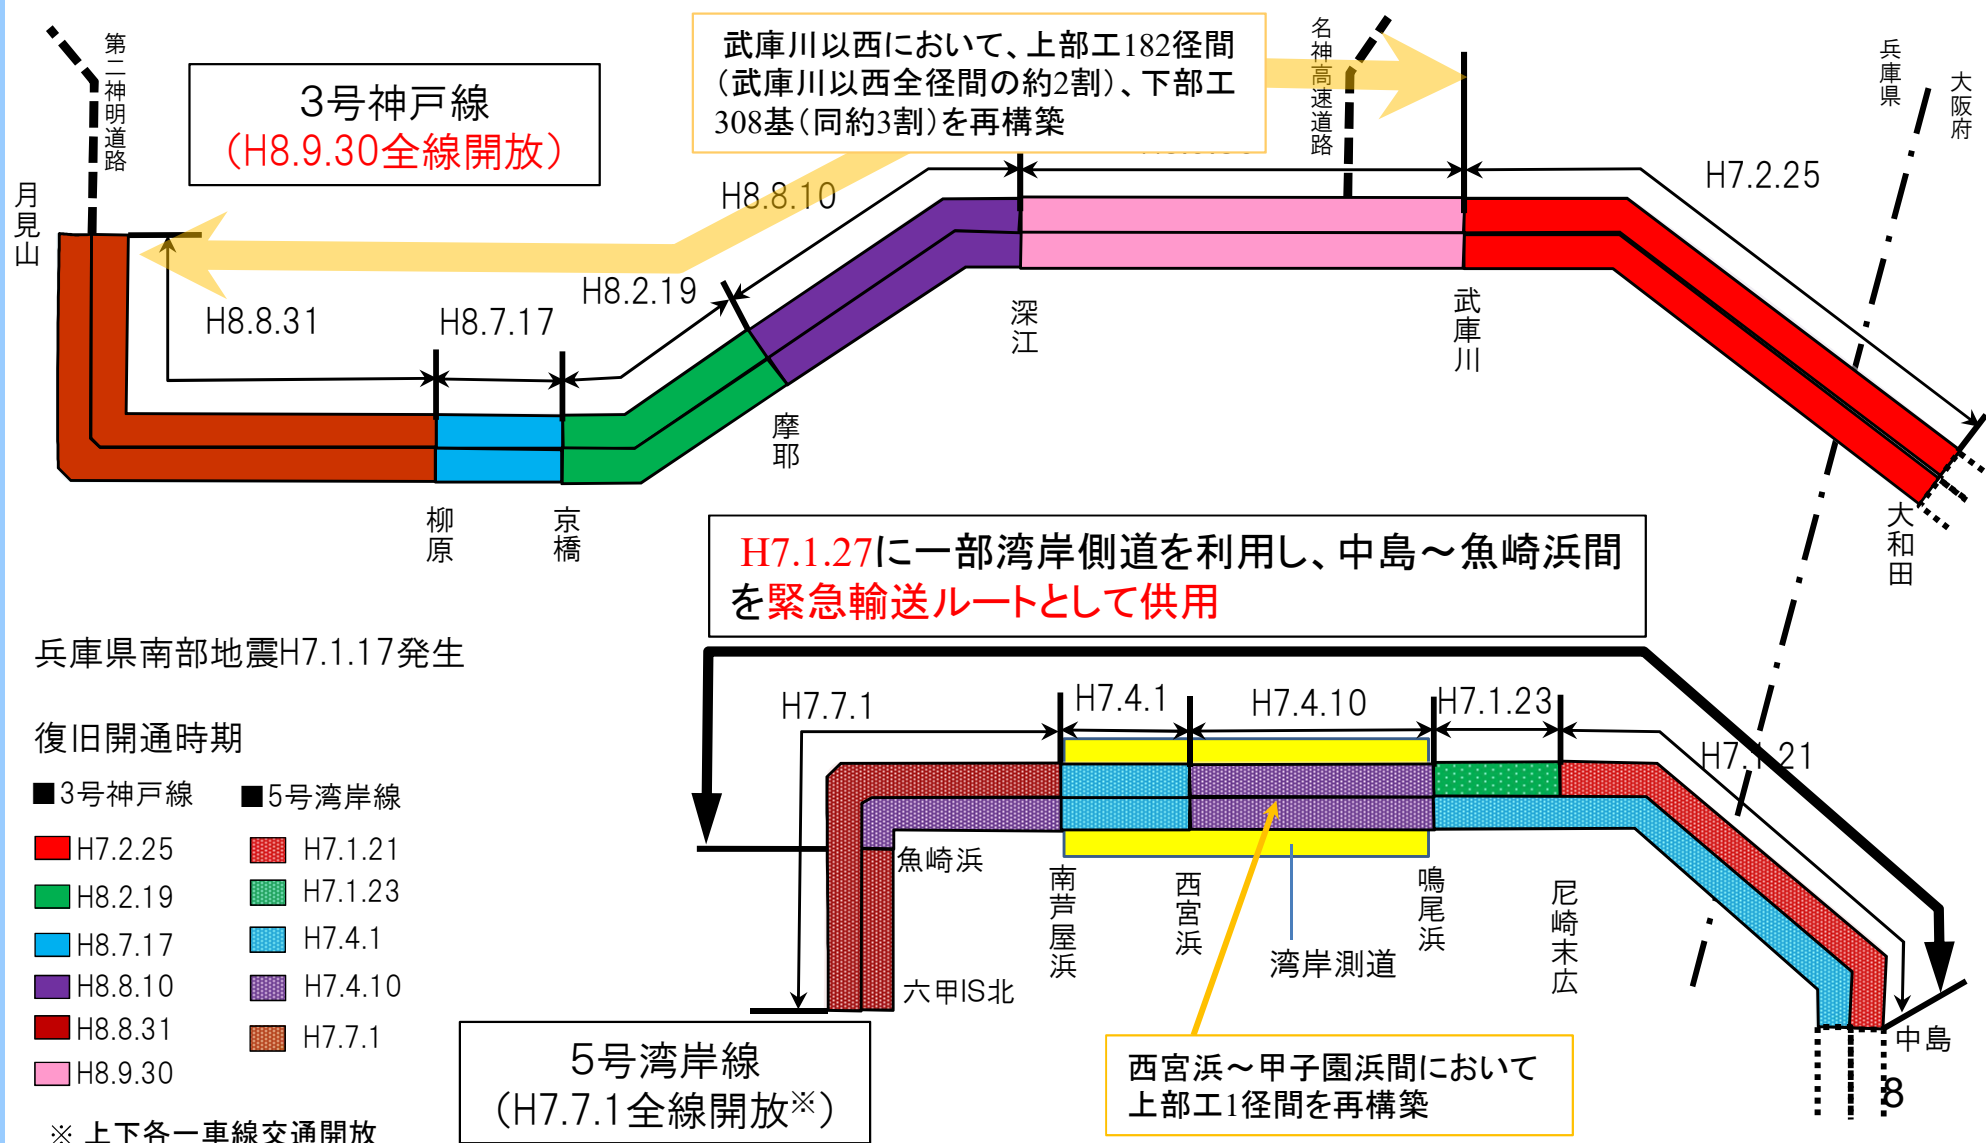 第二神明道路
月見山
3号神戸線
(H8.9.30全線開放)
武庫川以西において、上部工182径間
(武庫川以西全径間の約2割)、下部工
308基(同約3割)を再構築
名神高速道路
兵庫県
大阪府
H8.8.10
H7.2.25
H8.2.19
H8.8.31
H8.7.17
深江
武庫川
摩耶
柳原
京橋
大和田
H7.1.27に一部湾岸側道を利用し、中島～魚崎浜間
を緊急輸送ルートとして供用
兵庫県南部地震H7.1.17発生
復旧開通時期
■3号神戸線
H7.2.25
H8.2.19
H8.7.17
H8.8.10
H8.8.31
H8.9.30
■5号湾岸線
H7.1.21
H7.1.23
H7.4.1
H7.4.10
H7.7.1
※ 上下各一車線交通開放
H7.7.1
H7.4.1
H7.4.10
H7.1.23
H7.1.21
魚崎浜
六甲IS北
南芦屋浜
西宮浜
鳴尾浜
尼崎末広
湾岸測道
中島
5号湾岸線
(H7.7.1全線開放※)
西宮浜～甲子園浜間において
上部工1径間を再構築
8